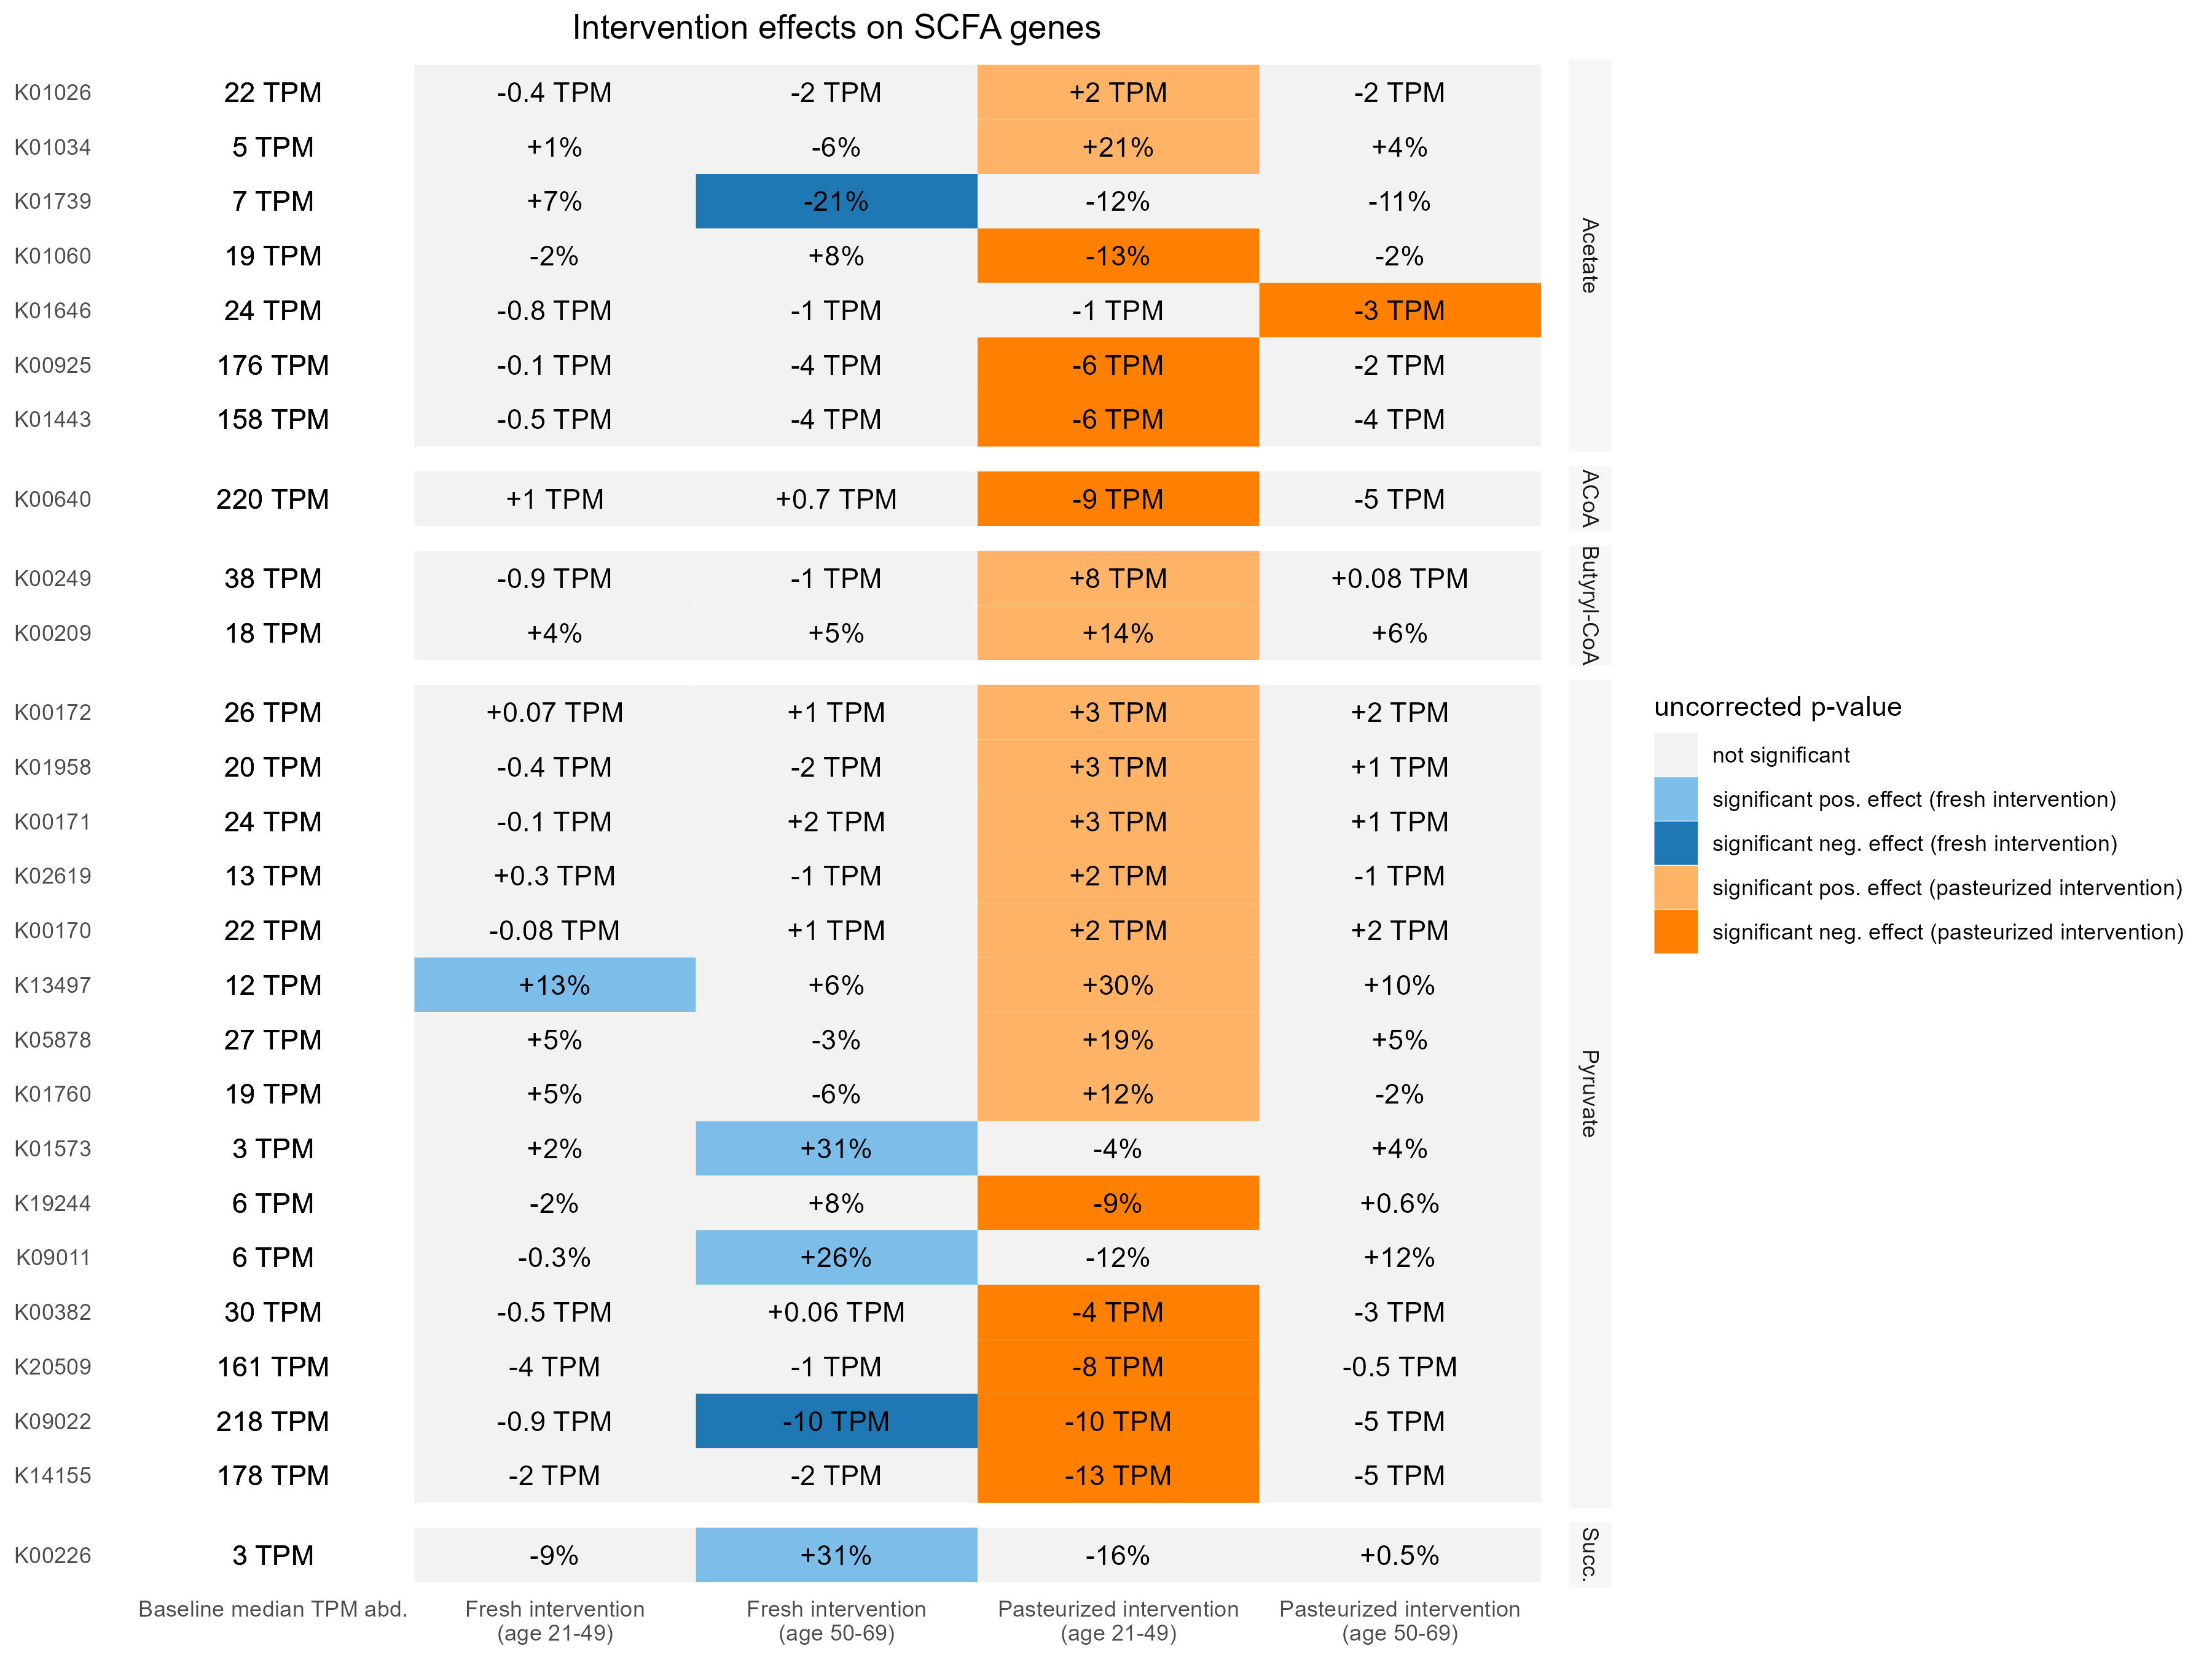 Intervention effects on SCFA genes
K01026 22 TPM -0.4 TPM -2 TPM +2 TPM -2 TPM
K01034 5 TPM +1% -6% +21% +4%
K01739 7 TPM +7% -21% -12% -11%
K01060 19 TPM -2% +8% -13% -2%
K01646 24 TPM -0.8 TPM -1 TPM -1 TPM -3 TPM
K00925 176 TPM -0.1 TPM -4 TPM -6 TPM -2 TPM
K01443 158 TPM -0.5 TPM -4 TPM -6 TPM -4 TPM
Acetate
K00640 220 TPM +1 TPM +0.7 TPM -9 TPM -5 TPM
ACoA
K00249 38 TPM -0.9 TPM -1 TPM +8 TPM +0.08 TPM
K00209 18 TPM +4% +5% +14% +6%
Butyryl-CoA
K00172 26 TPM +0.07 TPM +1 TPM +3 TPM +2 TPM
K01958 20 TPM -0.4 TPM -2 TPM +3 TPM +1 TPM
K00171 24 TPM -0.1 TPM +2 TPM +3 TPM +1 TPM
K02619 13 TPM +0.3 TPM -1 TPM +2 TPM -1 TPM
K00170 22 TPM -0.08 TPM +1 TPM +2 TPM +2 TPM
K13497 12 TPM +13% +6% +30% +10%
K05878 27 TPM +5% -3% +19% +5%
K01760 19 TPM +5% -6% +12% -2%
K01573 3 TPM +2% +31% -4% +4%
K19244 6 TPM -2% +8% -9% +0.6%
K09011 6 TPM -0.3% +26% -12% +12%
K00382 30 TPM -0.5 TPM +0.06 TPM -4 TPM -3 TPM
K20509 161 TPM -4 TPM -1 TPM -8 TPM -0.5 TPM
K09022 218 TPM -0.9 TPM -10 TPM -10 TPM -5 TPM
K14155 178 TPM -2 TPM -2 TPM -13 TPM -5 TPM
Pyruvate
K00226 3 TPM -9% +31% -16% +0.5%
Succ.
Baseline median TPM abd. Fresh intervention Fresh intervention Pasteurized intervention Pasteurized intervention
(age 21-49) (age 50-69) (age 21-49) (age 50-69)
uncorrected p-value
not significant
significant pos. effect (fresh intervention)
significant neg. effect (fresh intervention)
significant pos. effect (pasteurized intervention)
significant neg. effect (pasteurized intervention)